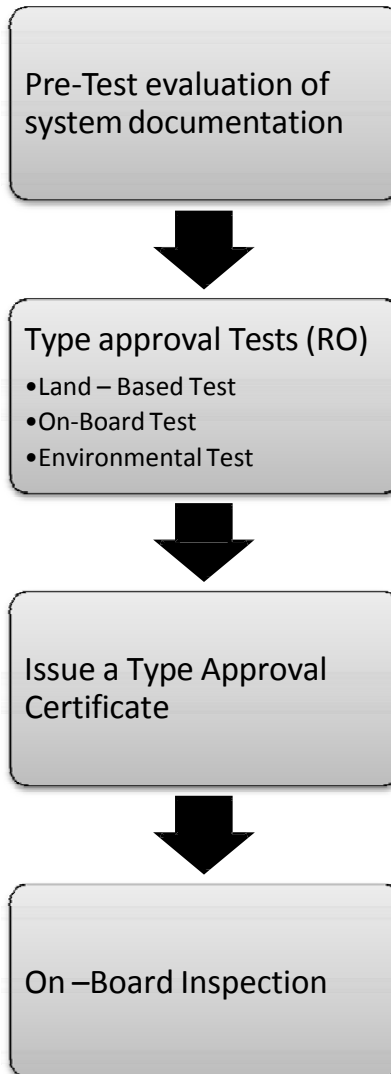 Pre-Test evaluation of
system documentation
Type approval Tests (RO)
•Land – Based Test
•On-Board Test
•Environmental Test
Issue a Type Approval
Certificate
On –Board Inspection